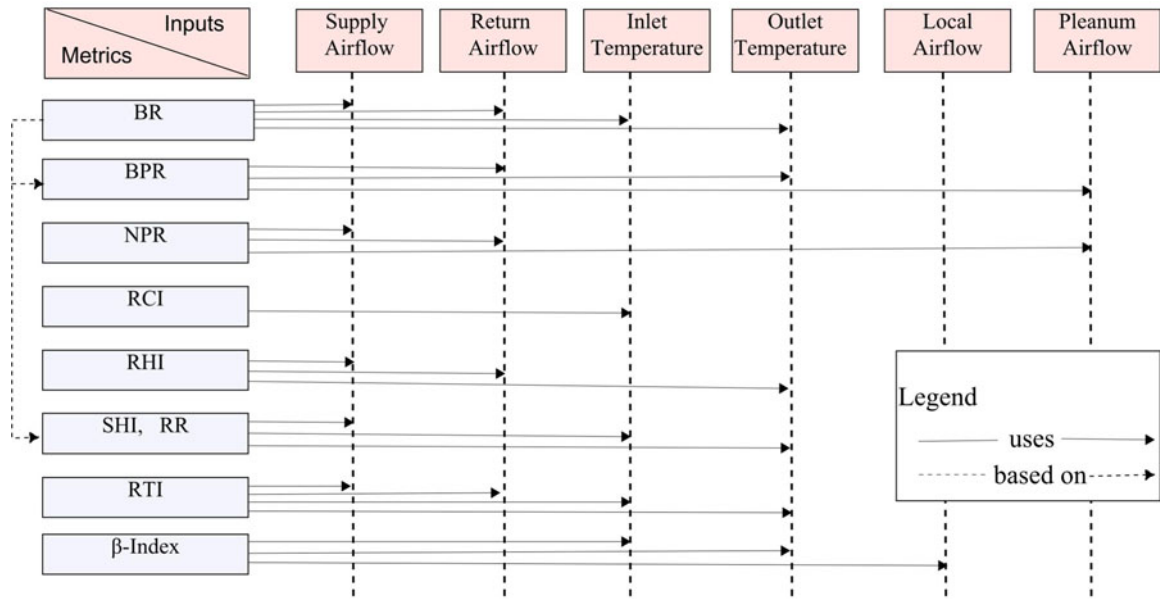 Inputs
Metrics
Supply
Airflow
Return
Airflow
Inlet
Temperature
Outlet
Temperature
Local
Airflow
Pleanum
Airflow
BR
BPR
NPR
RCI
RHI
SHI, RR
RTI
β-Index
Legend
uses
based on